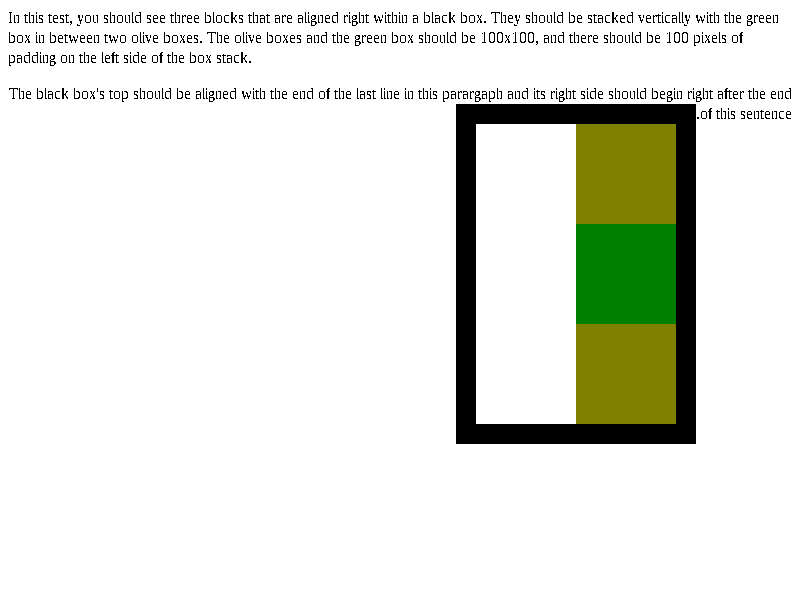 In this test, you should see three blocks that are aligned right within a black box. They should be stacked vertically with the green
box in between two olive boxes. The olive boxes and the green box should be 100x100, and there should be 100 pixels of
padding on the left side of the box stack.
The black box's top should be aligned with the end of the last line in this parargaph and its right side should begin right after the end
.of this sentence